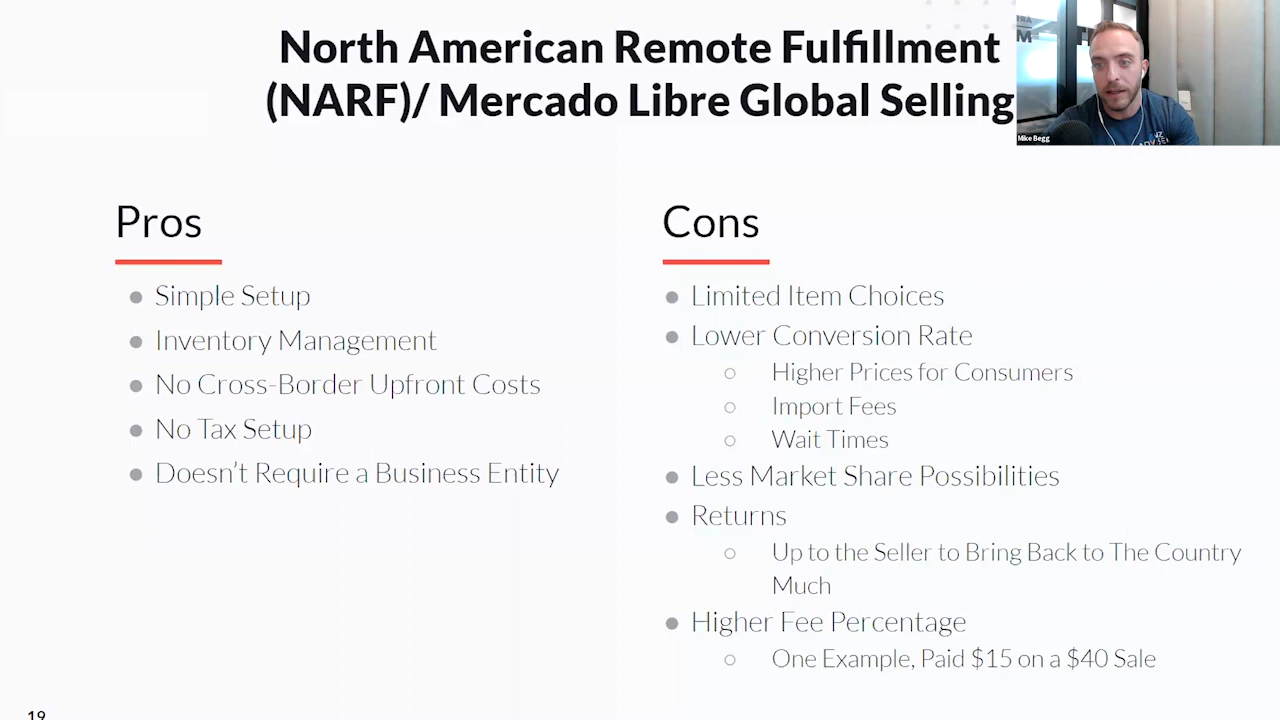 North American Remote Fulfillment
(NARF)/ Mercado Libre Global Selling
Mike Begg
Pros
Simple Setup
Inventory Management
No Cross-Border Upfront Costs
No Tax Setup
Doesn't Require a Business Entity
Cons
Limited Item Choices
Lower Conversion Rate
Higher Prices for Consumers
Import Fees
Wait Times
Less Market Share Possibilities
Returns
Up to the Seller to Bring Back to The Country
Much
Higher Fee Percentage
One Example, Paid $15 on a $40 Sale
19